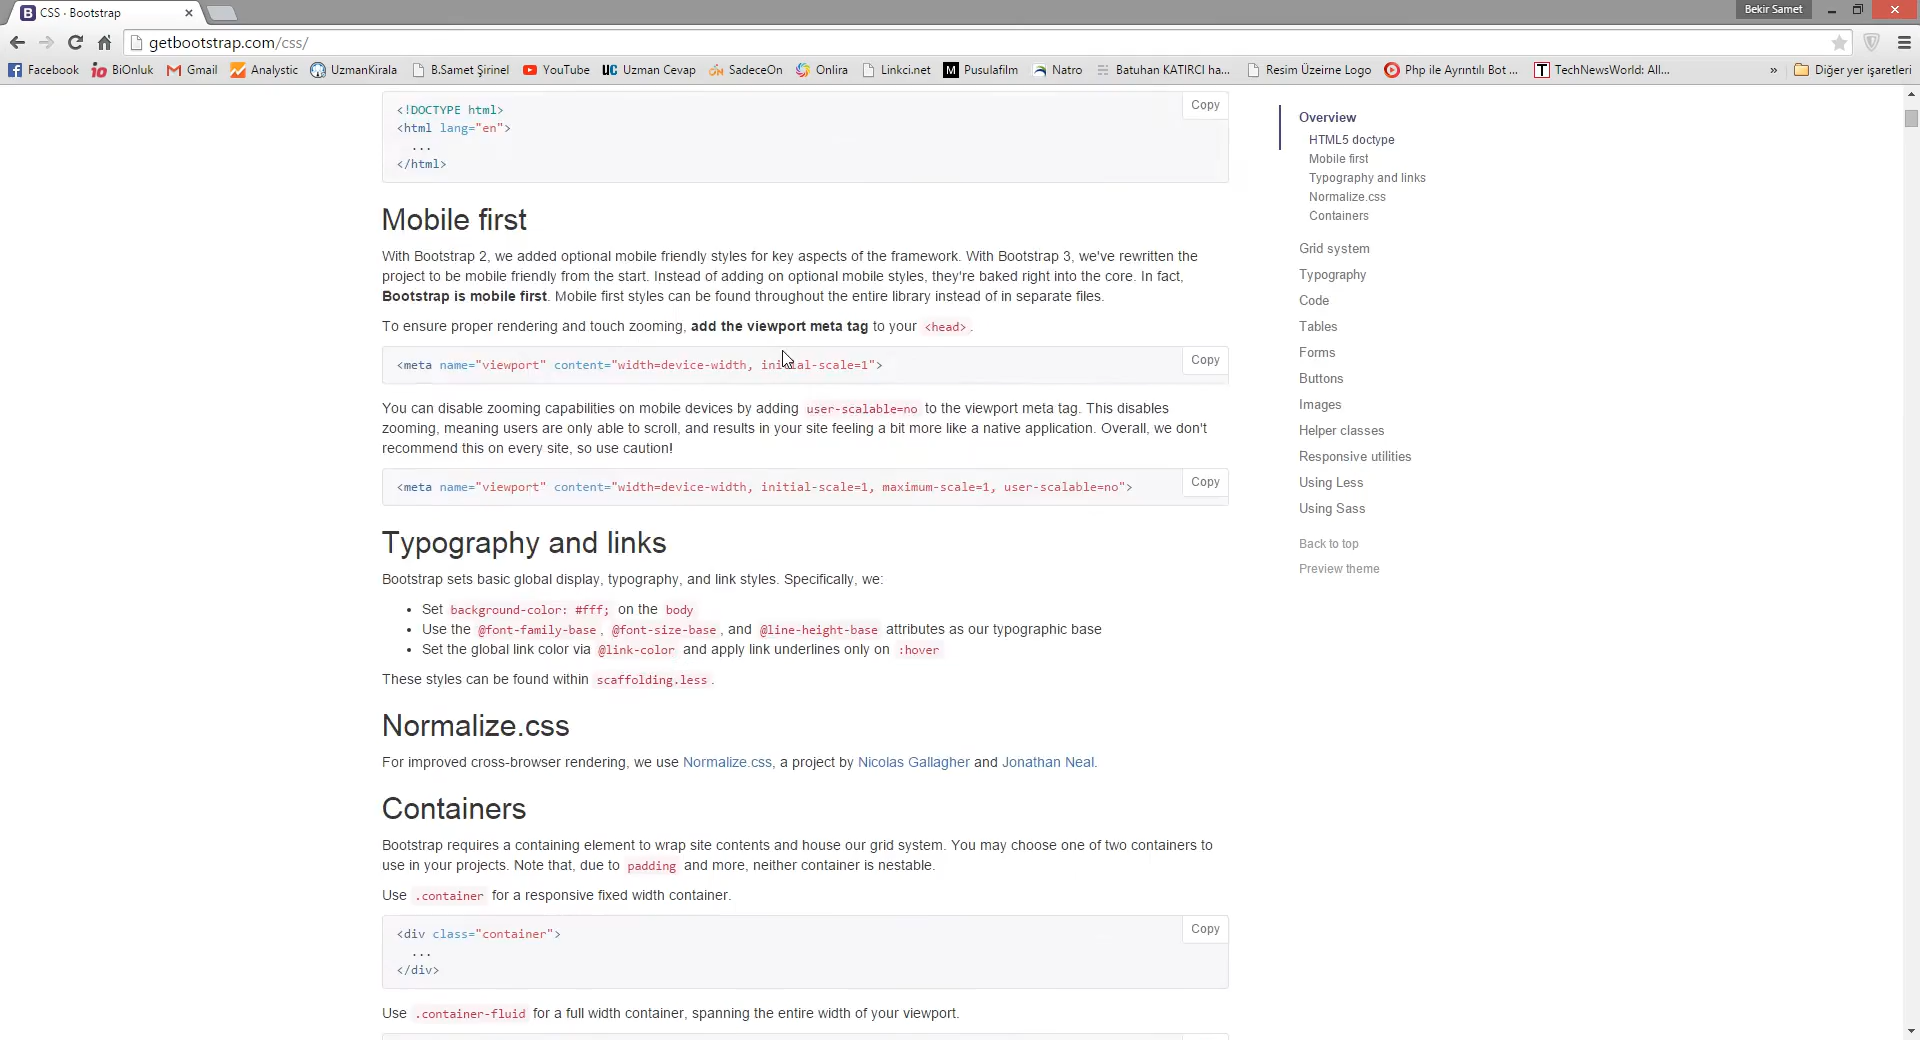 CSS · Bootstrap
Bekir Samet
getbootstrap.com/css/
Facebook BiOnluk Gmail Analystic UzmanKirala B.Samet Şirinel YouTube Uzman Cevap SadeceOn Onlira Linkci.net Pusulafilm Natro Batuhan KATIRCI ha... Resim Üzeirne Logo Php ile Ayrıntılı Bot ... TechNewsWorld: All... » Diğer yer işaretleri
<!DOCTYPE html>
<html lang="en">
...
</html>
Copy
Mobile first
With Bootstrap 2, we added optional mobile friendly styles for key aspects of the framework. With Bootstrap 3, we've rewritten the
project to be mobile friendly from the start. Instead of adding on optional mobile styles, they're baked right into the core. In fact,
Bootstrap is mobile first. Mobile first styles can be found throughout the entire library instead of in separate files.
To ensure proper rendering and touch zooming, add the viewport meta tag to your <head>.
<meta name="viewport" content="width=device-width, initial-scale=1">
Copy
You can disable zooming capabilities on mobile devices by adding user-scalable=no to the viewport meta tag. This disables
zooming, meaning users are only able to scroll, and results in your site feeling a bit more like a native application. Overall, we don't
recommend this on every site, so use caution!
<meta name="viewport" content="width=device-width, initial-scale=1, maximum-scale=1, user-scalable=no">
Copy
Typography and links
Bootstrap sets basic global display, typography, and link styles. Specifically, we:
• Set background-color: #fff; on the body
• Use the @font-family-base, @font-size-base, and @line-height-base attributes as our typographic base
• Set the global link color via @link-color and apply link underlines only on :hover
These styles can be found within scaffolding.less.
Normalize.css
For improved cross-browser rendering, we use Normalize.css, a project by Nicolas Gallagher and Jonathan Neal.
Containers
Bootstrap requires a containing element to wrap site contents and house our grid system. You may choose one of two containers to
use in your projects. Note that, due to padding and more, neither container is nestable.
Use .container for a responsive fixed width container.
<div class="container">
...
</div>
Copy
Use .container-fluid for a full width container, spanning the entire width of your viewport.
Overview
HTML5 doctype
Mobile first
Typography and links
Normalize.css
Containers
Grid system
Typography
Code
Tables
Forms
Buttons
Images
Helper classes
Responsive utilities
Using Less
Using Sass
Back to top
Preview theme